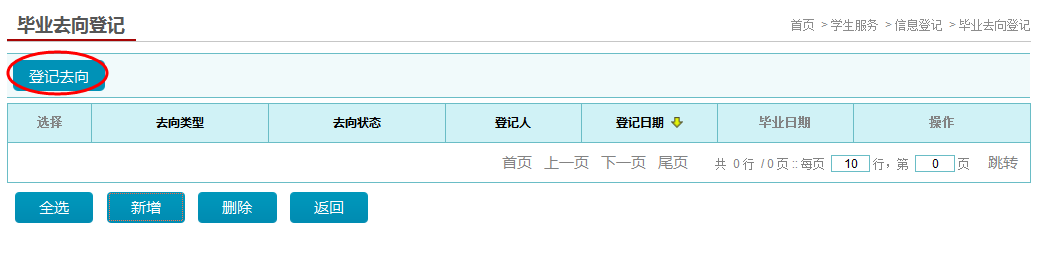 毕业去向登记
首页 > 学生服务 > 信息登记 > 毕业去向登记
登记去向
选择 去向类型 去向状态 登记人 登记日期 毕业日期 操作
首页 上一页 下一页 尾页 共 0 行 / 0 页 :: 每页 10 行，第 0 页 跳转
全选 新增 删除 返回